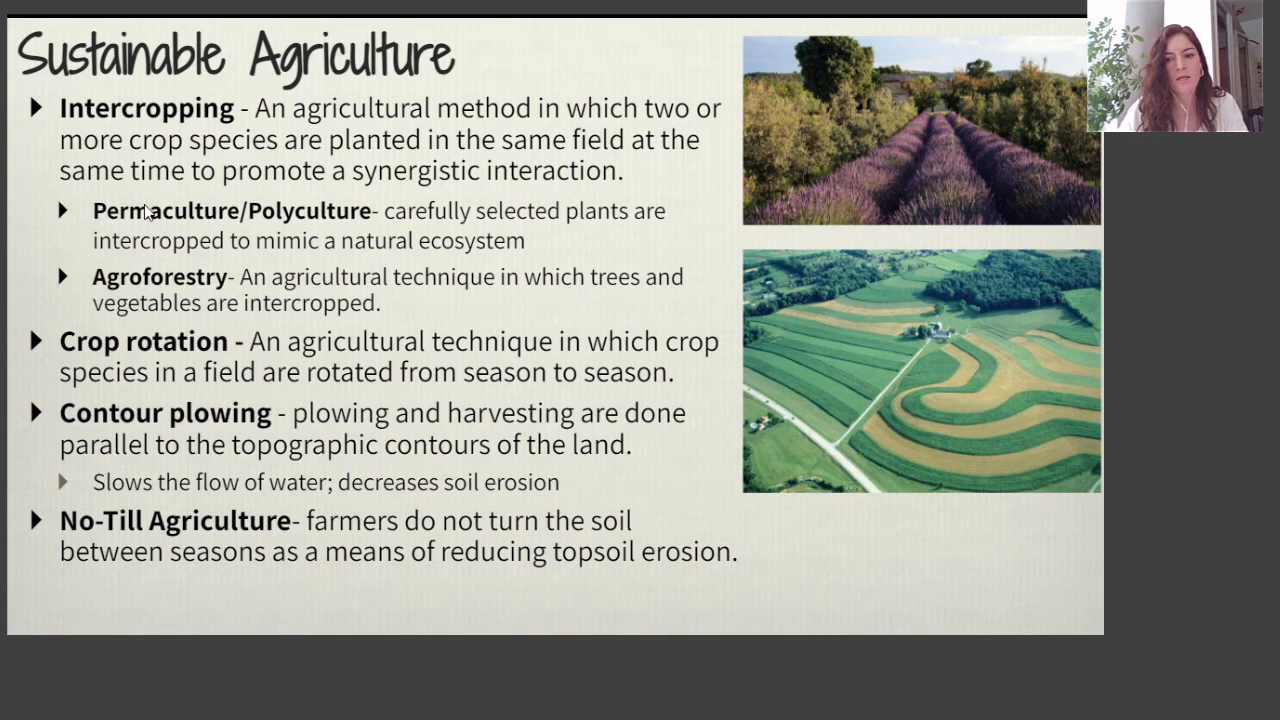 Sustainable Agriculture
Intercropping - An agricultural method in which two or
more crop species are planted in the same field at the
same time to promote a synergistic interaction.
Permaculture/Polyculture- carefully selected plants are
intercropped to mimic a natural ecosystem
Agroforestry- An agricultural technique in which trees and
vegetables are intercropped.
Crop rotation - An agricultural technique in which crop
species in a field are rotated from season to season.
Contour plowing - plowing and harvesting are done
parallel to the topographic contours of the land.
Slows the flow of water; decreases soil erosion
No-Till Agriculture- farmers do not turn the soil
between seasons as a means of reducing topsoil erosion.